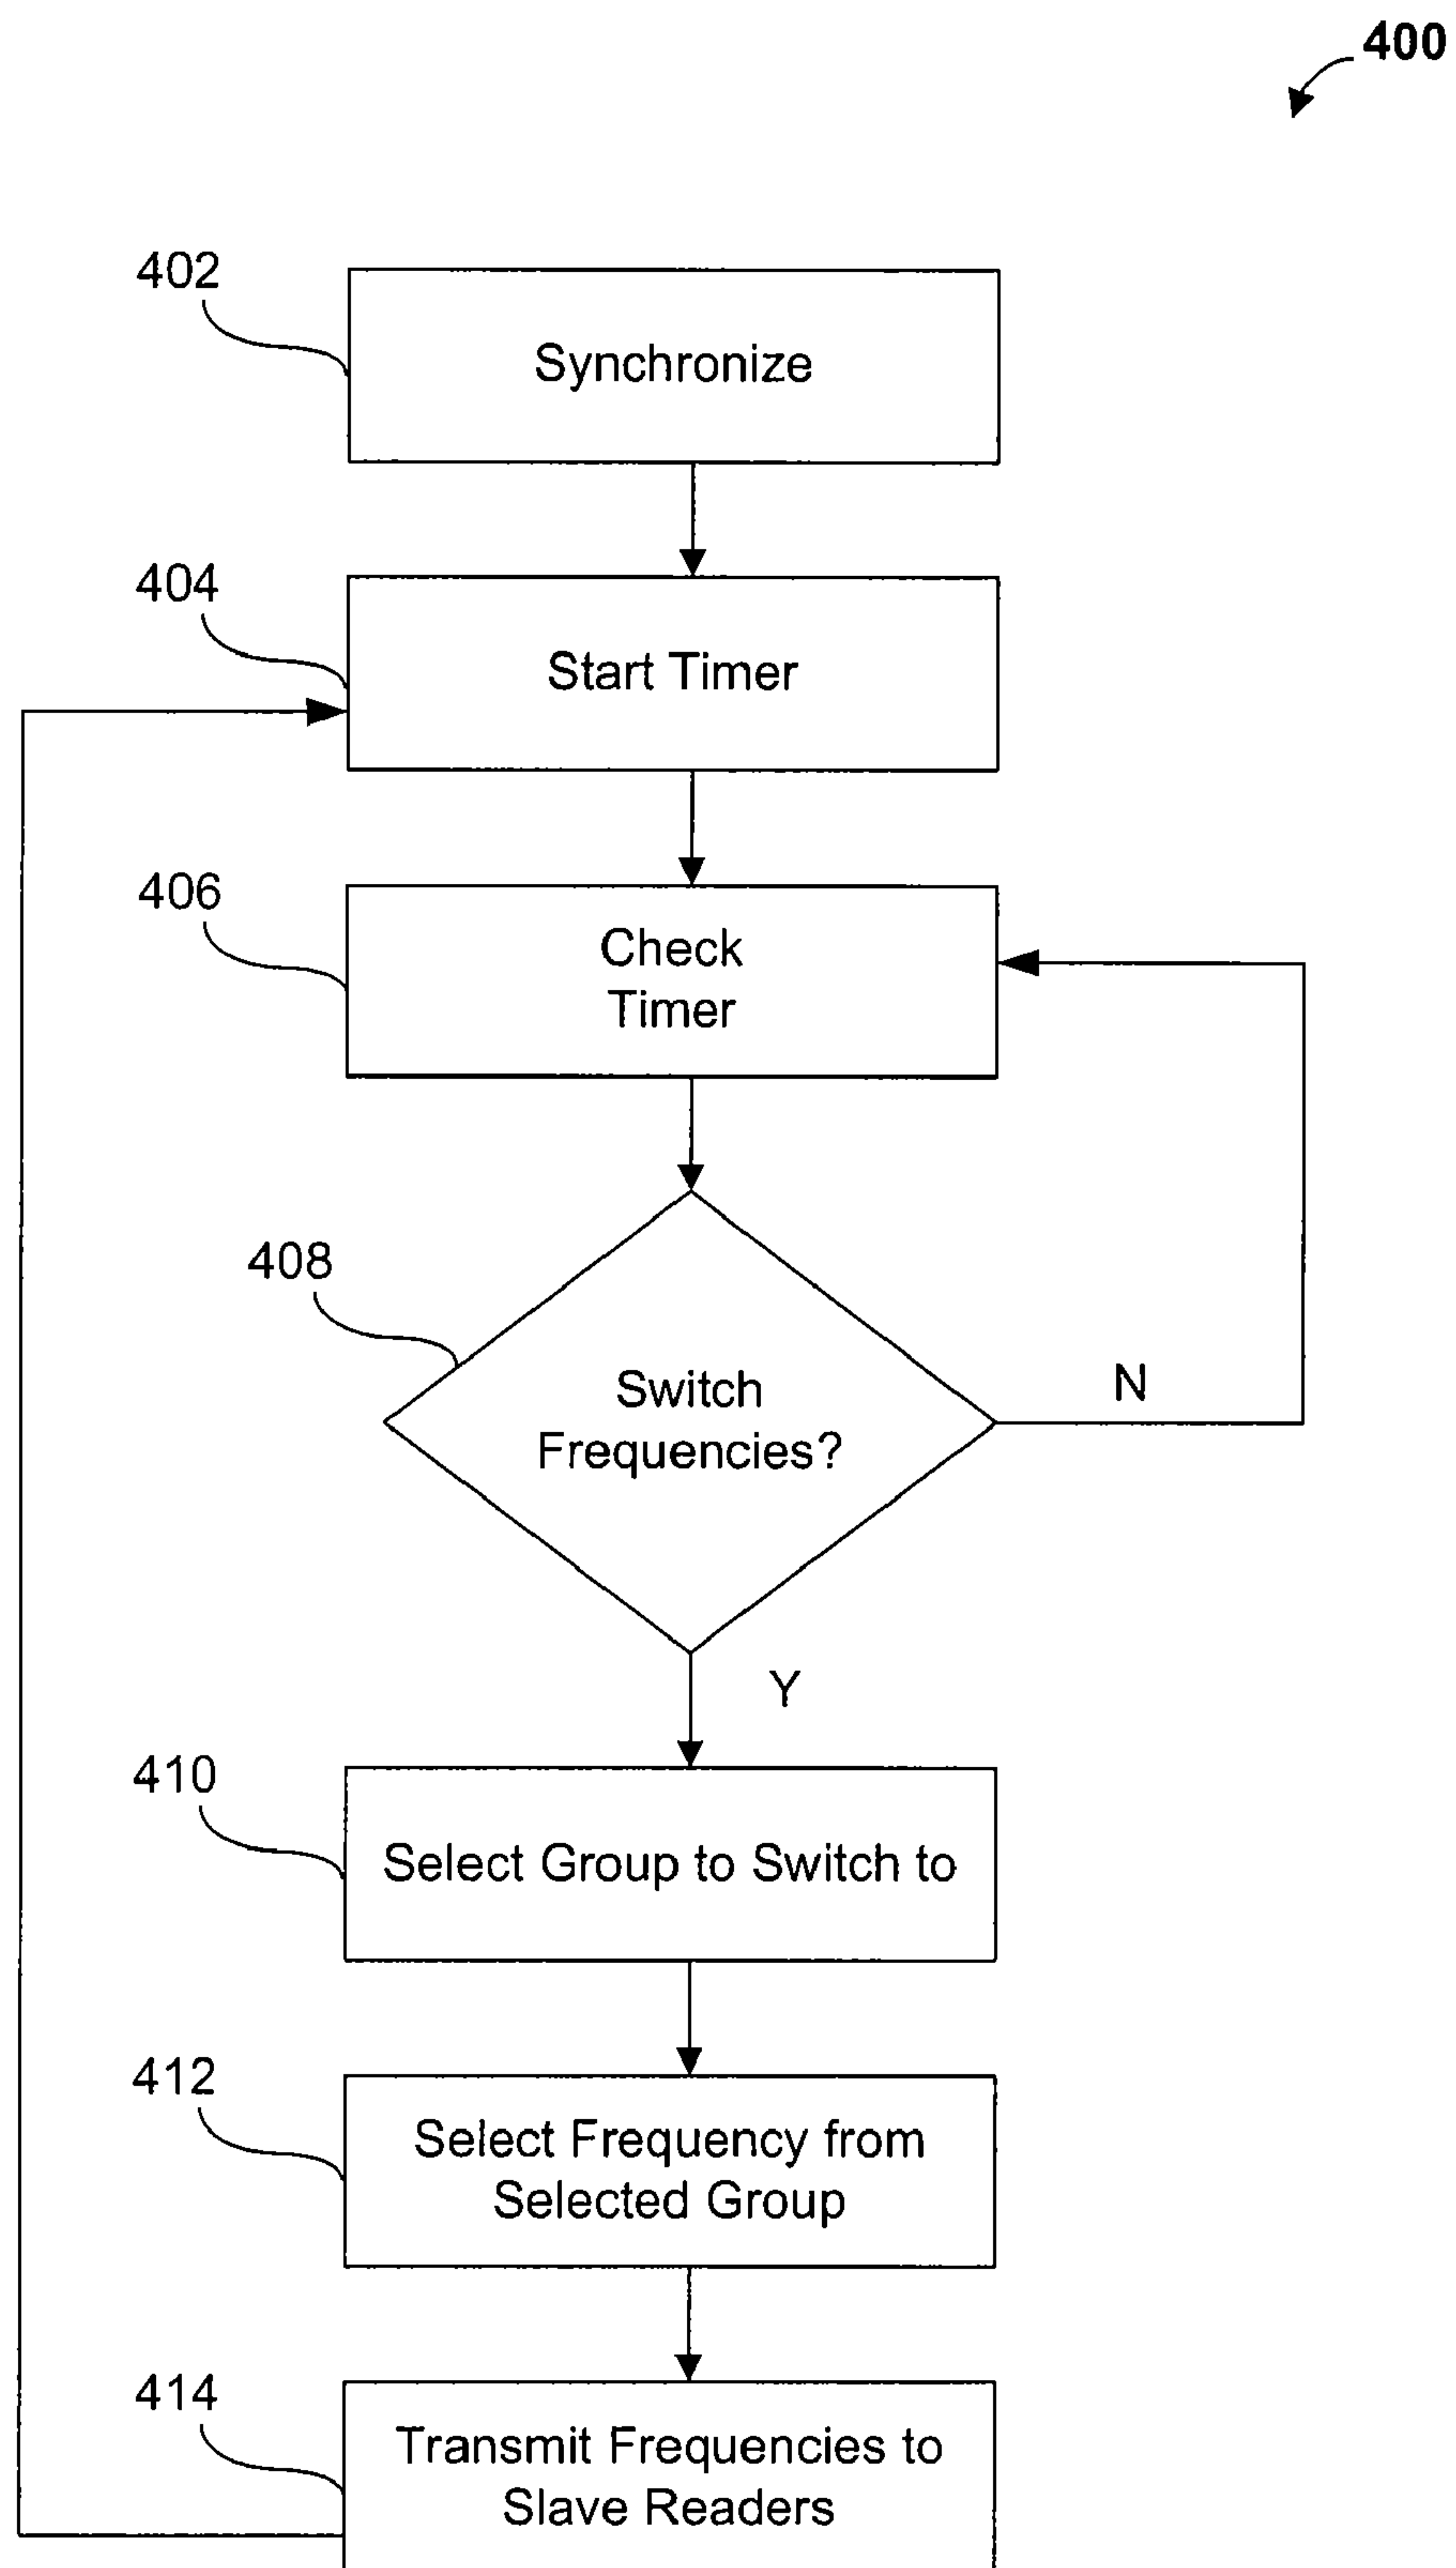 400
402
Synchronize
404
Start Timer
406
Check
Timer
408
Switch
Frequencies?
N
Y
410
Select Group to Switch to
412
Select Frequency from
Selected Group
414
Transmit Frequencies to
Slave Readers